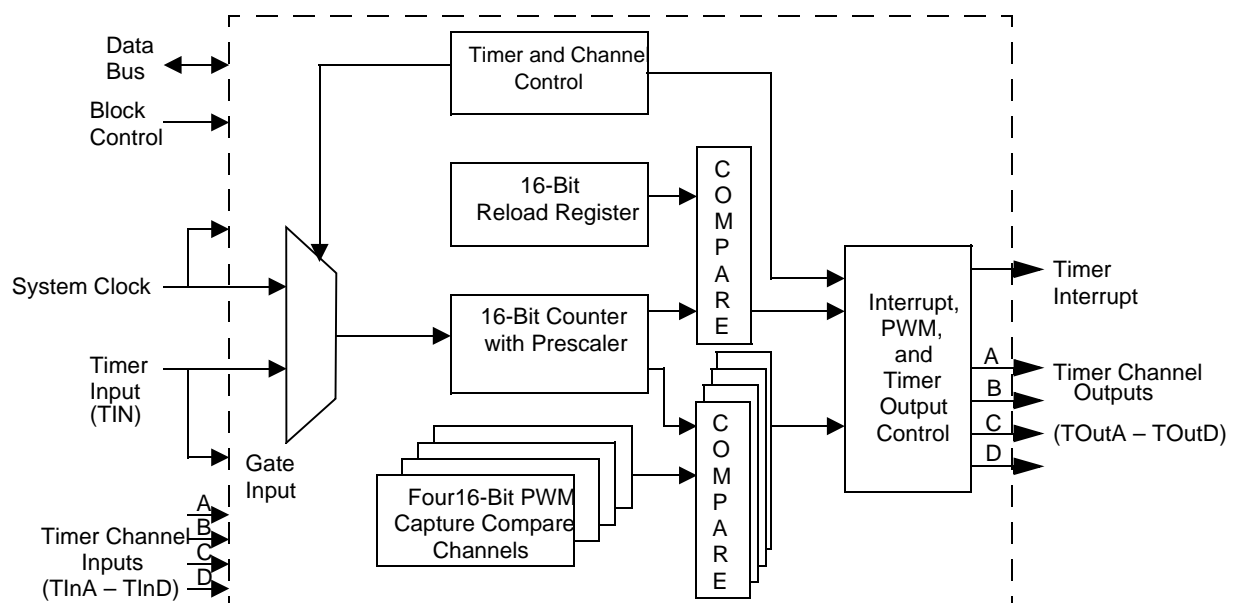 Data
Bus
Block
Control
System Clock
Timer
Input
(TIN)
Gate
Input
Timer Channel
Inputs
(TInA – TInD)
A
B
C
D
Timer and Channel
Control
16-Bit
Reload Register
16-Bit Counter
with Prescaler
Four16-Bit PWM
Capture Compare
Channels
COMPARE
COMPARE
Interrupt,
PWM,
and
Timer
Output
Control
A
B
C
D
Timer
Interrupt
Timer Channel
Outputs
(TOutA – TOutD)